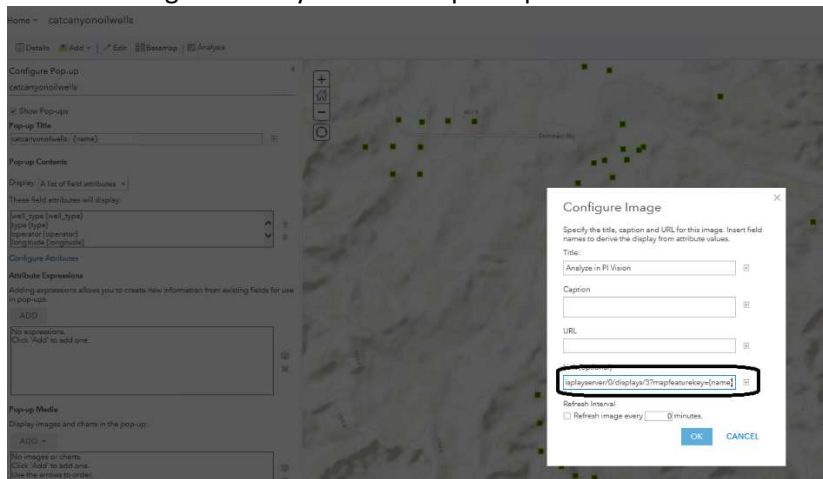 Home catcanyonoilwells
Details Add Edit Basemap Analysis
Configure Pop-up
catcanyonoilwells
Show Pop-ups
Pop-up Title
catcanyonoilwells: {name}
Pop-up Contents
Display: A list of field attributes
These field attributes will display:
well_type {well_type}
type {type}
operator {operator}
longitude {longitude}
Configure Attributes
Attribute Expressions
Adding expressions allows you to create new information from existing fields for use
in pop-ups.
ADD
No expressions.
Click 'Add' to add one.
Pop-up Media
Display images and charts in the pop-up:
ADD
No images or charts.
Click 'Add' to add one.
Use the arrows to order
Configure Image
Specify the title, caption and URL for this image. Insert field
names to derive the display from attribute values.
Title:
Analyze in PI Vision
Caption
URL
(optional)
isplayserver/0/displays/3?mapfeaturekey={name}
Refresh Interval
Refresh image every 0 minutes.
OK CANCEL